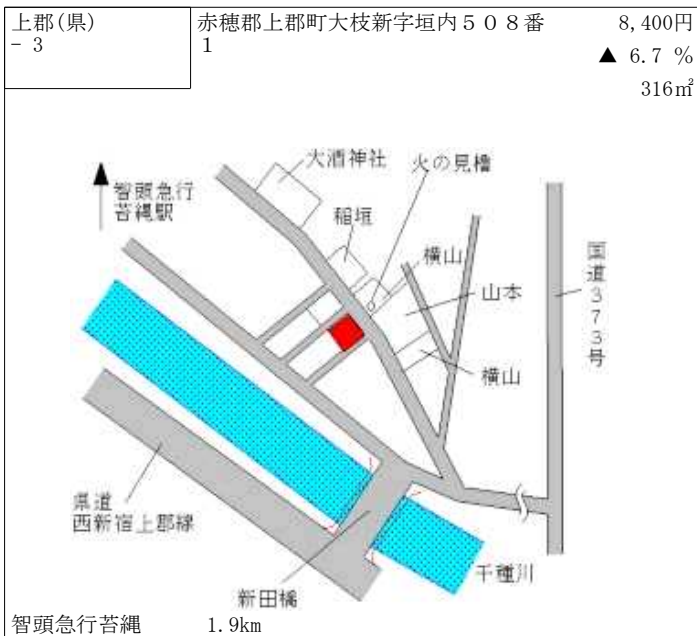 上郡(県)
- 3
赤穂郡上郡町大枝新字垣内５０８番
1
8,400円
▲ 6.7 %
316㎡
大酒神社
火の見櫓
智頭急行
苔縄駅
稲垣
横山
山本
国道３７３号
横山
県道
西新宿上郡線
千種川
新田橋
智頭急行苔縄 1.9km